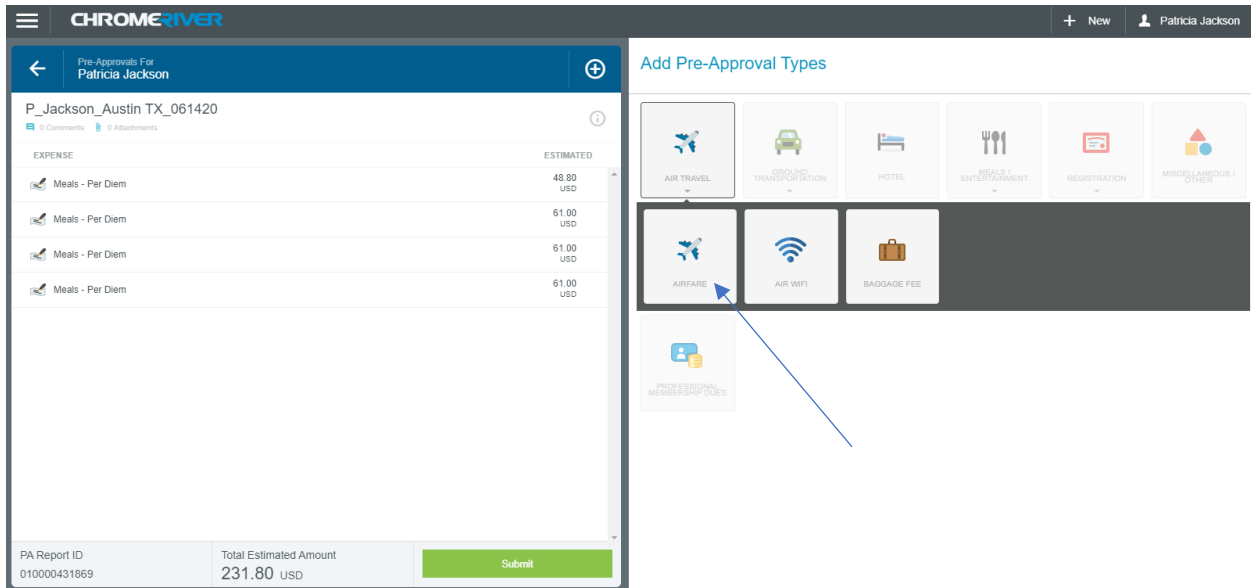 CHROMERIVER
+ New
Patricia Jackson
Pre-Approvals For
Patricia Jackson
P_Jackson_Austin TX_061420
0 Comments 0 Attachments
EXPENSE ESTIMATED
Meals - Per Diem 48.80
USD
Meals - Per Diem 61.00
USD
Meals - Per Diem 61.00
USD
Meals - Per Diem 61.00
USD
PA Report ID
010000431869
Total Estimated Amount
231.80 USD
Submit
Add Pre-Approval Types
AIR TRAVEL
GROUND
TRANSPORTATION
HOTEL
MEALS /
ENTERTAINMENT
REGISTRATION
MISCELLANEOUS /
OTHER
AIRFARE
AIR WIFI
BAGGAGE FEE
PROFESSIONAL
MEMBERSHIP DUES